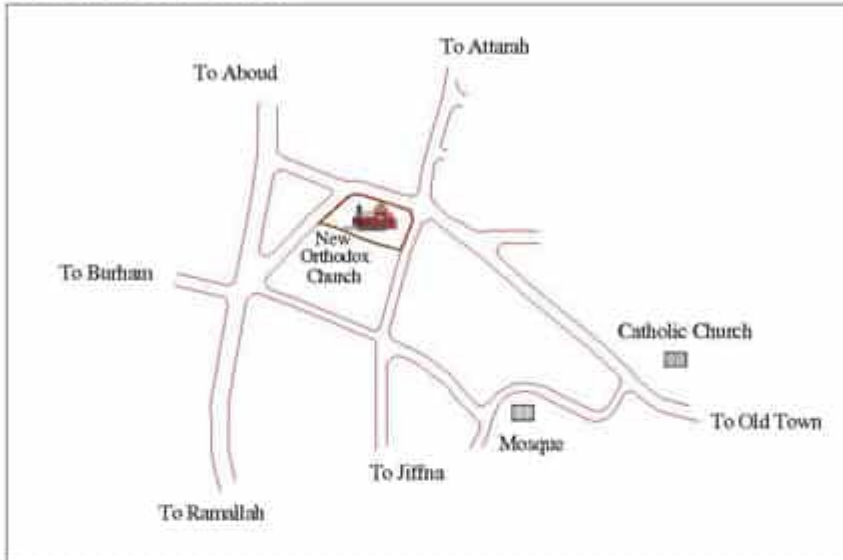 To Attarah
To Aboud
New
Orthodox
Church
To Burham
Catholic Church
To Old Town
Mosque
To Jiffna
To Ramallah